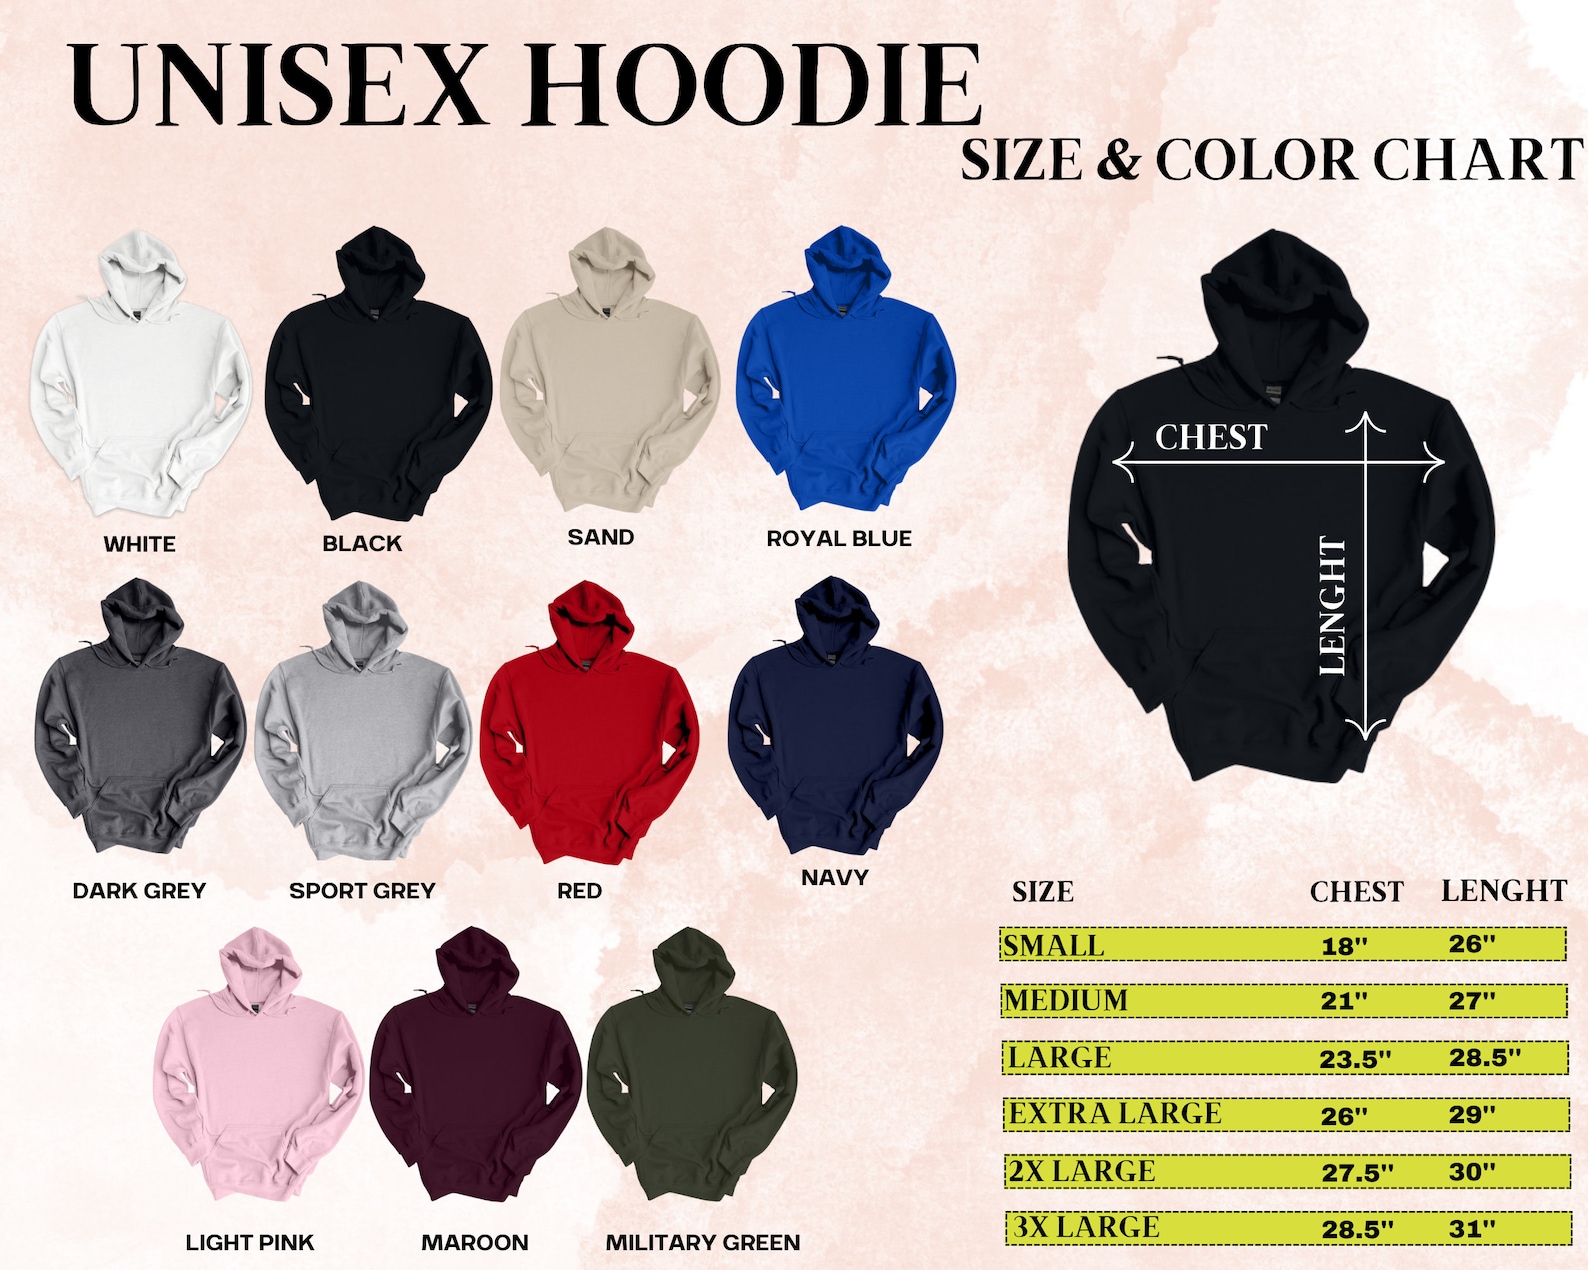 UNISEX HOODIE
SIZE & COLOR CHART
WHITE
BLACK
SAND
ROYAL BLUE
DARK GREY
SPORT GREY
RED
NAVY
LIGHT PINK
MAROON
MILITARY GREEN
CHEST
LENGHT
SIZE CHEST LENGHT
SMALL 18" 26"
MEDIUM 21" 27"
LARGE 23.5" 28.5"
EXTRA LARGE 26" 29"
2X LARGE 27.5" 30"
3X LARGE 28.5" 31"